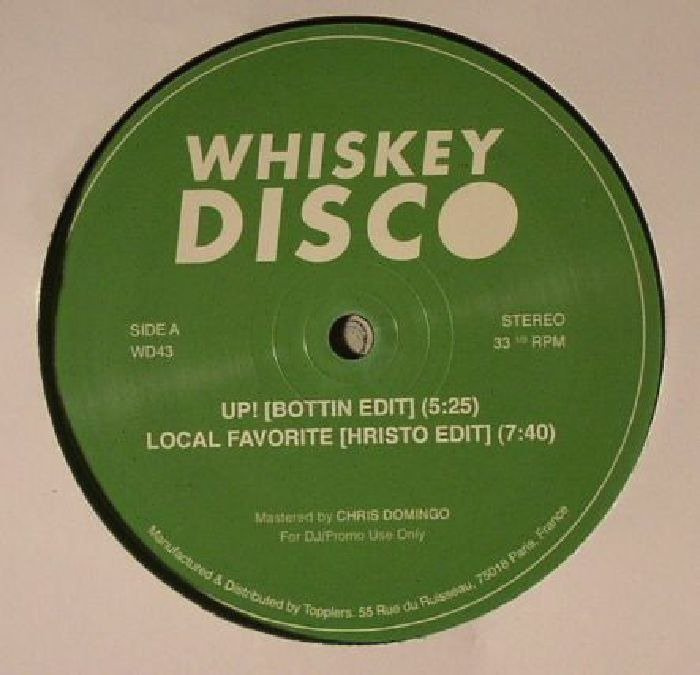 WHISKEY
DISCO
SIDE A
WD43
STEREO
33 1/3 RPM
UP! [BOTTIN EDIT] (5:25)
LOCAL FAVORITE [HRISTO EDIT] (7:40)
Mastered by CHRIS DOMINGO
For DJ/Promo Use Only
Manufactured & Distributed by Topplers. 55 Rue du Ruisseau, 75018 Paris, France